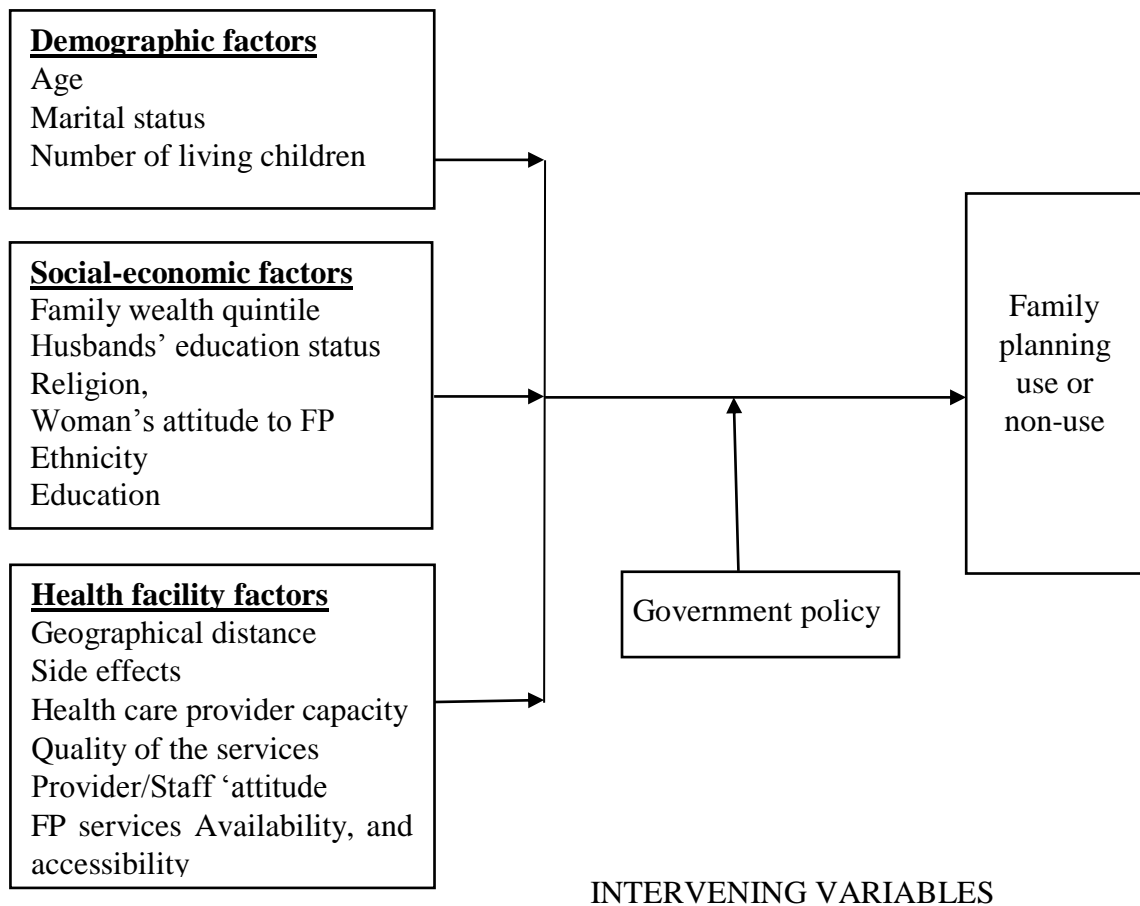 Demographic factors
Age
Marital status
Number of living children
Social-economic factors
Family wealth quintile
Husbands’ education status
Religion,
Woman’s attitude to FP
Ethnicity
Education
Health facility factors
Geographical distance
Side effects
Health care provider capacity
Quality of the services
Provider/Staff ‘attitude
FP services Availability, and
accessibility
Government policy
Family
planning
use or
non-use
INTERVENING VARIABLES